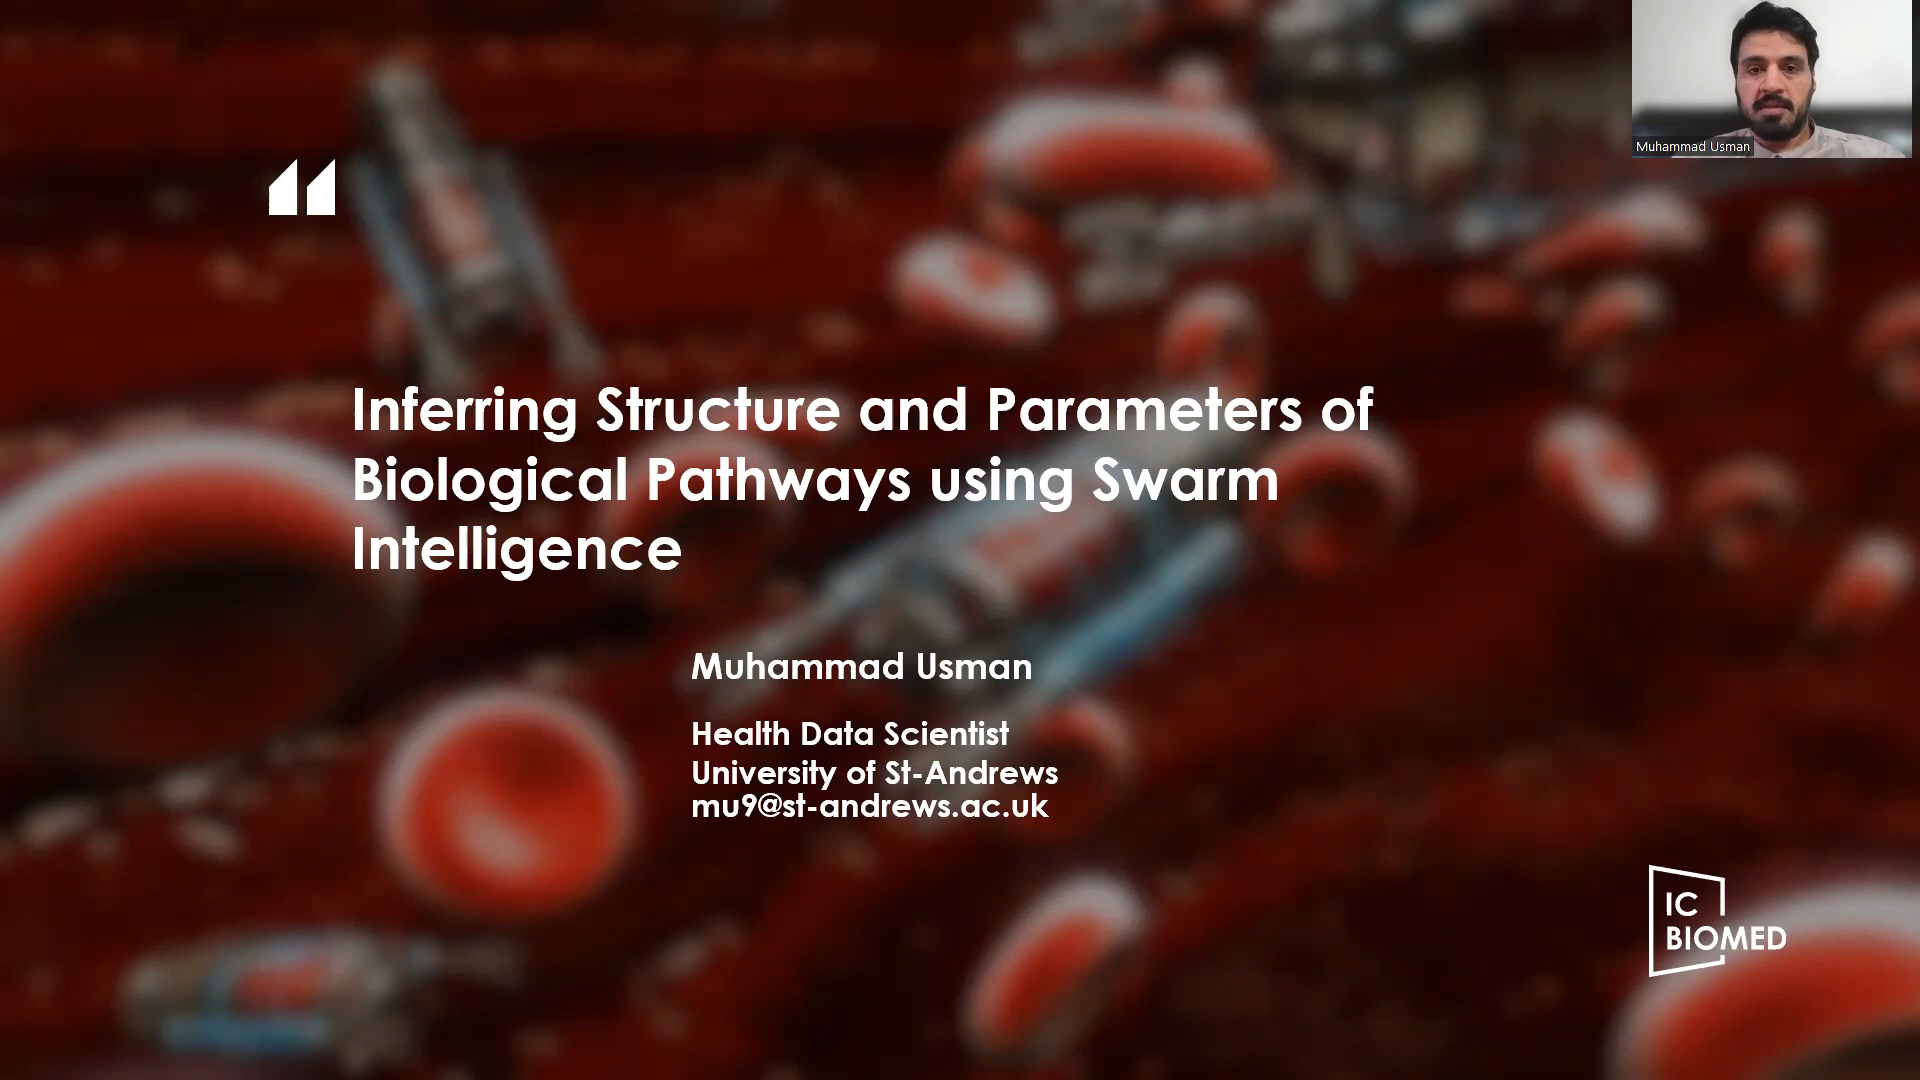 Muhammad Usman
Inferring Structure and Parameters of
Biological Pathways using Swarm
Intelligence
Muhammad Usman
Health Data Scientist
University of St-Andrews
mu9@st-andrews.ac.uk
IC
BIOMED